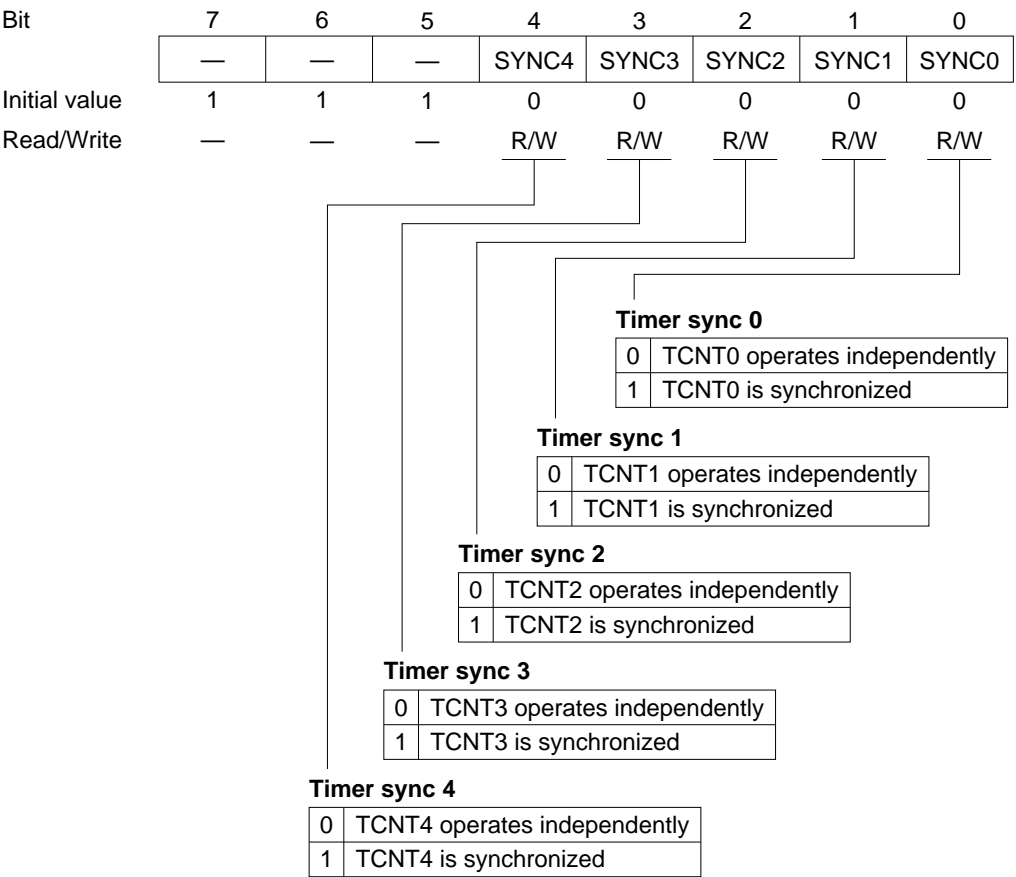 Bit 7 6 5 4 3 2 1 0
— — — SYNC4 SYNC3 SYNC2 SYNC1 SYNC0
Initial value 1 1 1 0 0 0 0 0
Read/Write — — — R/W R/W R/W R/W R/W
Timer sync 0
0 TCNT0 operates independently
1 TCNT0 is synchronized
Timer sync 1
0 TCNT1 operates independently
1 TCNT1 is synchronized
Timer sync 2
0 TCNT2 operates independently
1 TCNT2 is synchronized
Timer sync 3
0 TCNT3 operates independently
1 TCNT3 is synchronized
Timer sync 4
0 TCNT4 operates independently
1 TCNT4 is synchronized